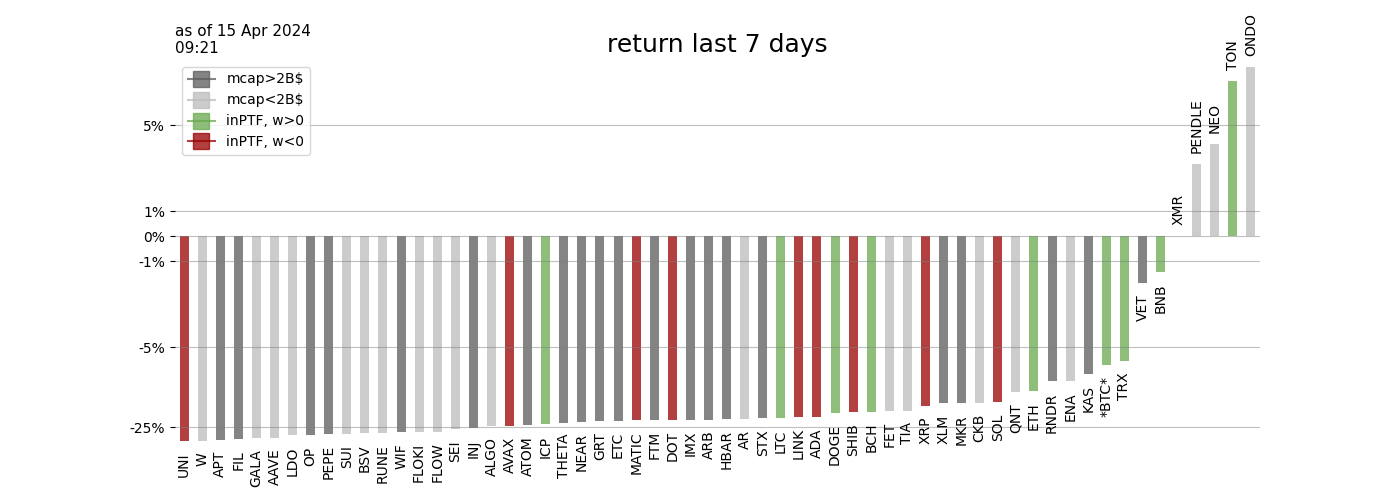 as of 15 Apr 2024
09:21
return last 7 days
mcap>2B$
mcap<2B$
inPTF, w>0
inPTF, w<0
5%
1%
0%
-1%
-5%
-25%
UNI
W
APT
FIL
GALA
AAVE
LDO
OP
PEPE
SUI
BSV
RUNE
WIF
FLOKI
FLOW
SEI
INJ
ALGO
AVAX
ATOM
ICP
THETA
NEAR
GRT
ETC
MATIC
FTM
DOT
IMX
ARB
HBAR
AR
STX
LTC
LINK
ADA
DOGE
SHIB
BCH
FET
TIA
XRP
XLM
MKR
CKB
SOL
QNT
ETH
RNDR
ENA
KAS
*BTC*
TRX
VET
BNB
XMR
PENDLE
NEO
TON
ONDO